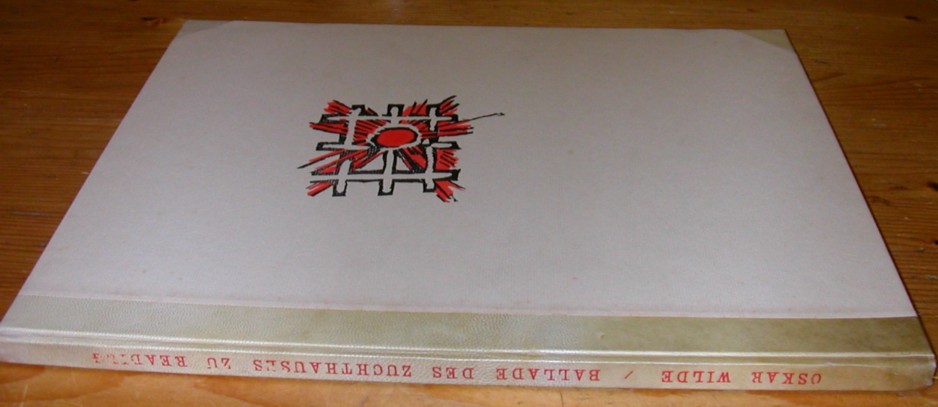 OSKAR WILDE / BALLADE DES ZUCHTHAUSES ZU READING